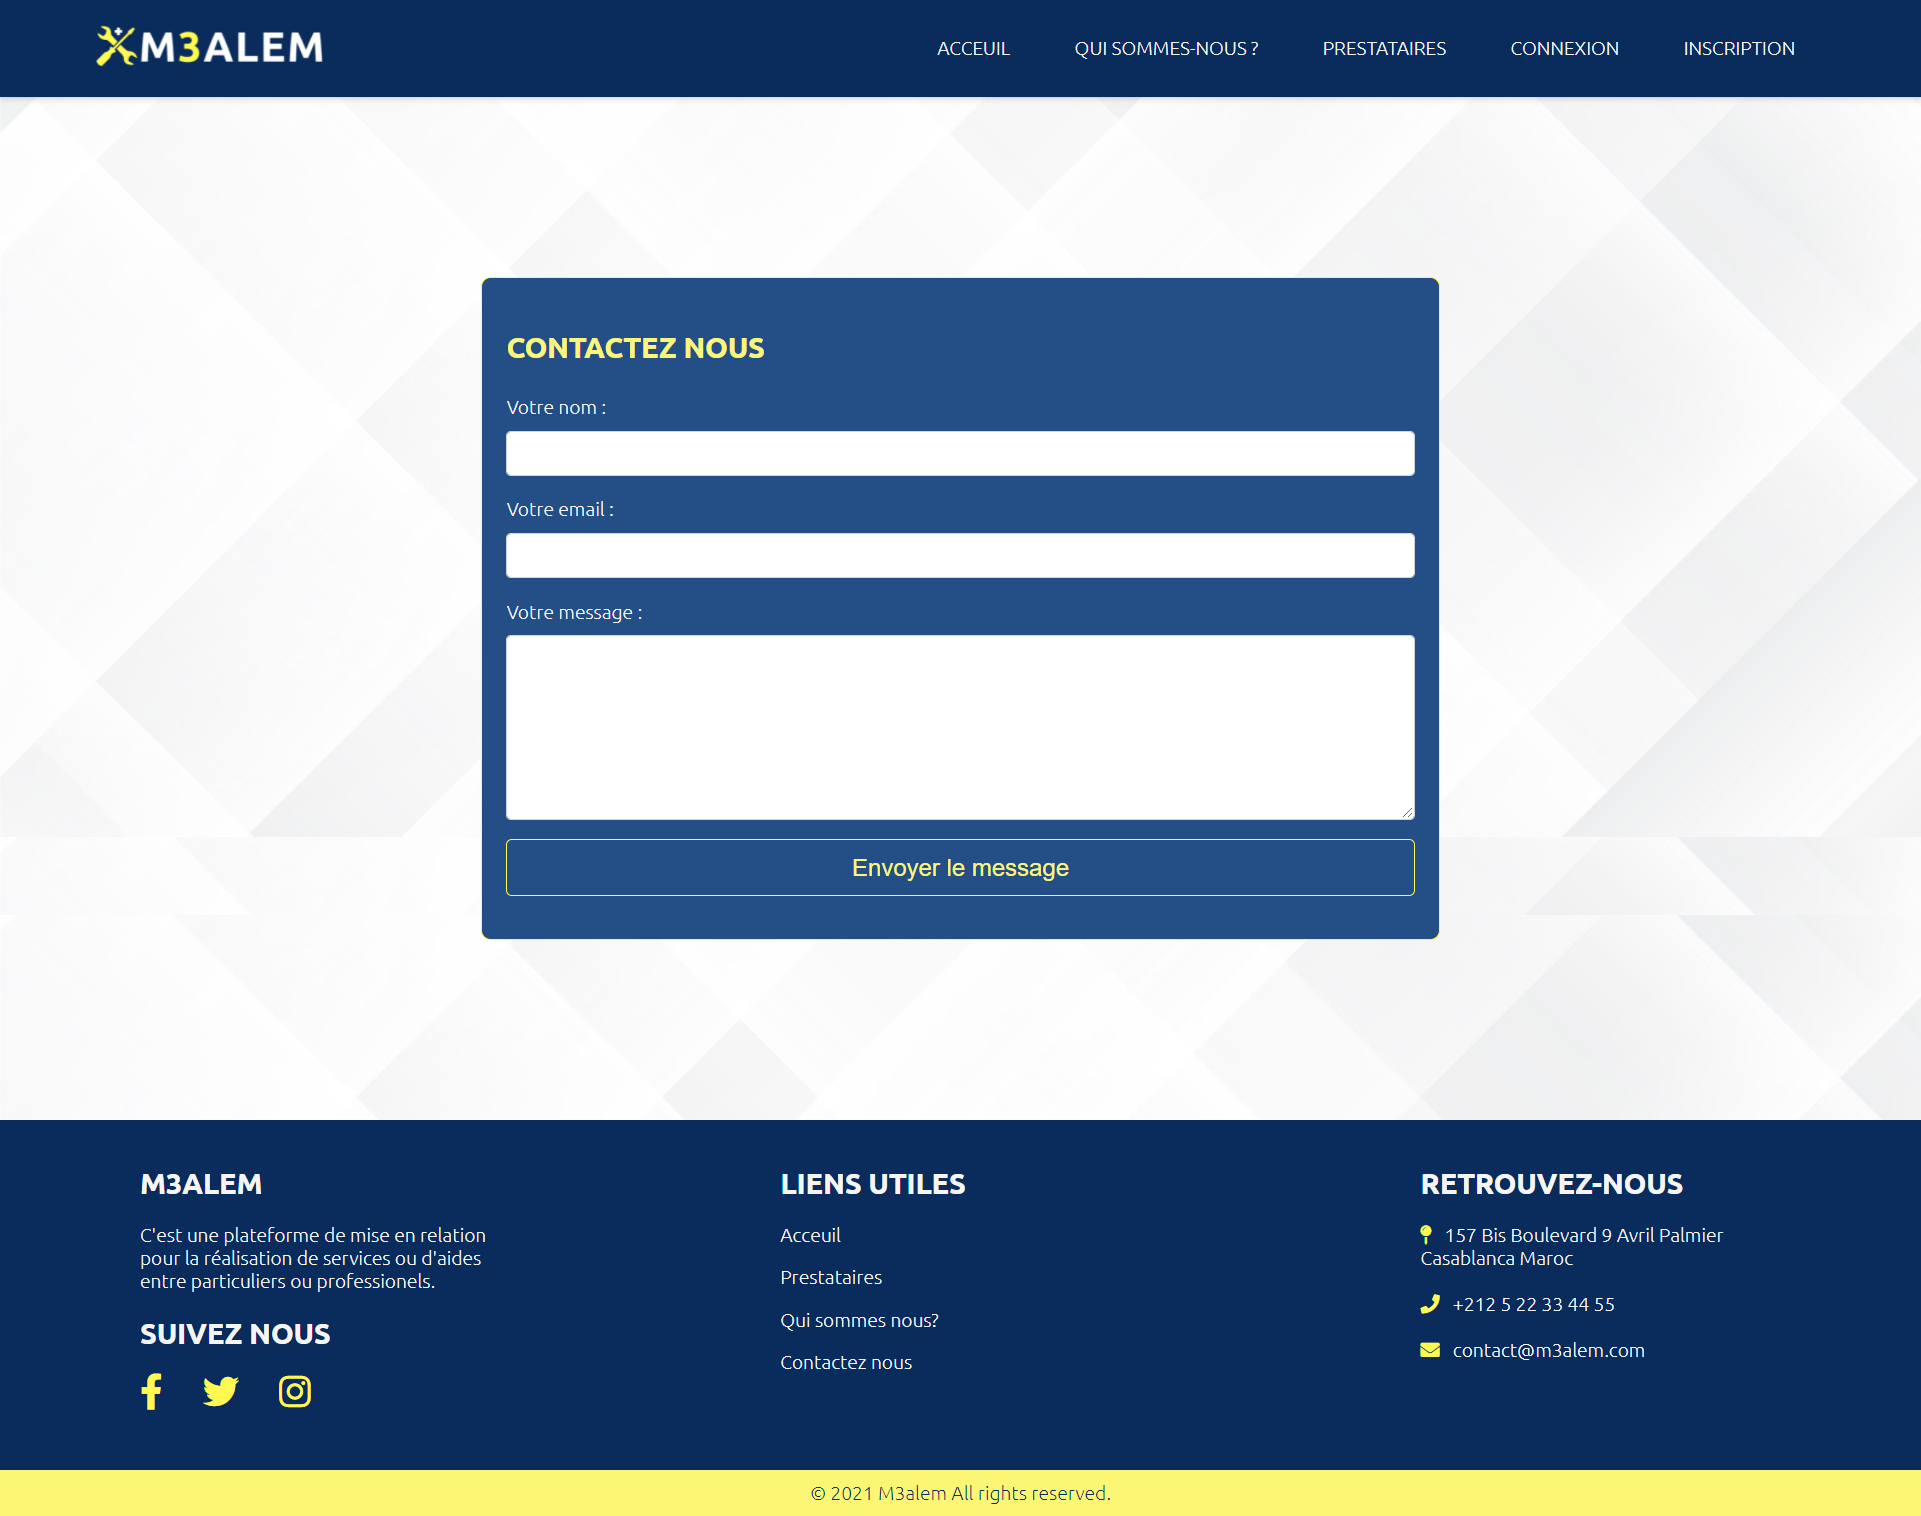 M3ALEM
ACCEUIL
QUI SOMMES-NOUS ?
PRESTATAIRES
CONNEXION
INSCRIPTION
CONTACTEZ NOUS
Votre nom :
Votre email :
Votre message :
Envoyer le message
M3ALEM
C'est une plateforme de mise en relation
pour la réalisation de services ou d'aides
entre particuliers ou professionels.
SUIVEZ NOUS
LIENS UTILES
Acceuil
Prestataires
Qui sommes nous?
Contactez nous
RETROUVEZ-NOUS
157 Bis Boulevard 9 Avril Palmier
Casablanca Maroc
+212 5 22 33 44 55
contact@m3alem.com
© 2021 M3alem All rights reserved.